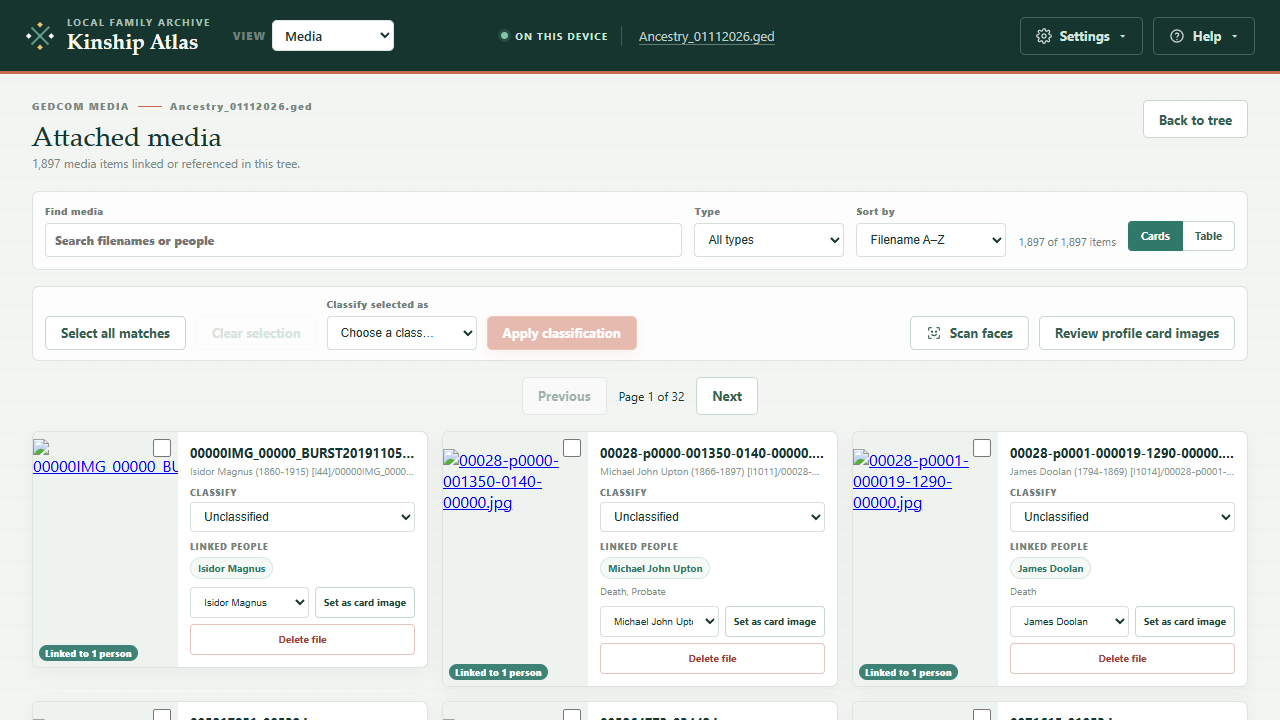 LOCAL FAMILY ARCHIVE
Kinship Atlas
VIEW
Media
ON THIS DEVICE
Ancestry_01112026.ged
Settings
Help
GEDCOM MEDIA
Ancestry_01112026.ged
Attached media
1,897 media items linked or referenced in this tree.
Back to tree
Find media
Search filenames or people
Type
All types
Sort by
Filename A–Z
1,897 of 1,897 items
Cards
Table
Select all matches
Clear selection
Classify selected as
Choose a class…
Apply classification
Scan faces
Review profile card images
Previous
Page 1 of 32
Next
00000IMG_00000_BU
00000IMG_00000_BURST20191105...
Isidor Magnus (1860-1915) [I44]/00000IMG_0000...
CLASSIFY
Unclassified
LINKED PEOPLE
Isidor Magnus
Isidor Magnus
Set as card image
Delete file
Linked to 1 person
00028-p0000-
001350-0140-
00000.jpg
00028-p0000-001350-0140-00000....
Michael John Upton (1866-1897) [I1011]/00028-...
CLASSIFY
Unclassified
LINKED PEOPLE
Michael John Upton
Death, Probate
Michael John Upt
Set as card image
Delete file
Linked to 1 person
00028-p0001-
000019-1290-
00000.jpg
00028-p0001-000019-1290-00000....
James Doolan (1794-1869) [I1014]/00028-p0001-...
CLASSIFY
Unclassified
LINKED PEOPLE
James Doolan
Death
James Doolan
Set as card image
Delete file
Linked to 1 person